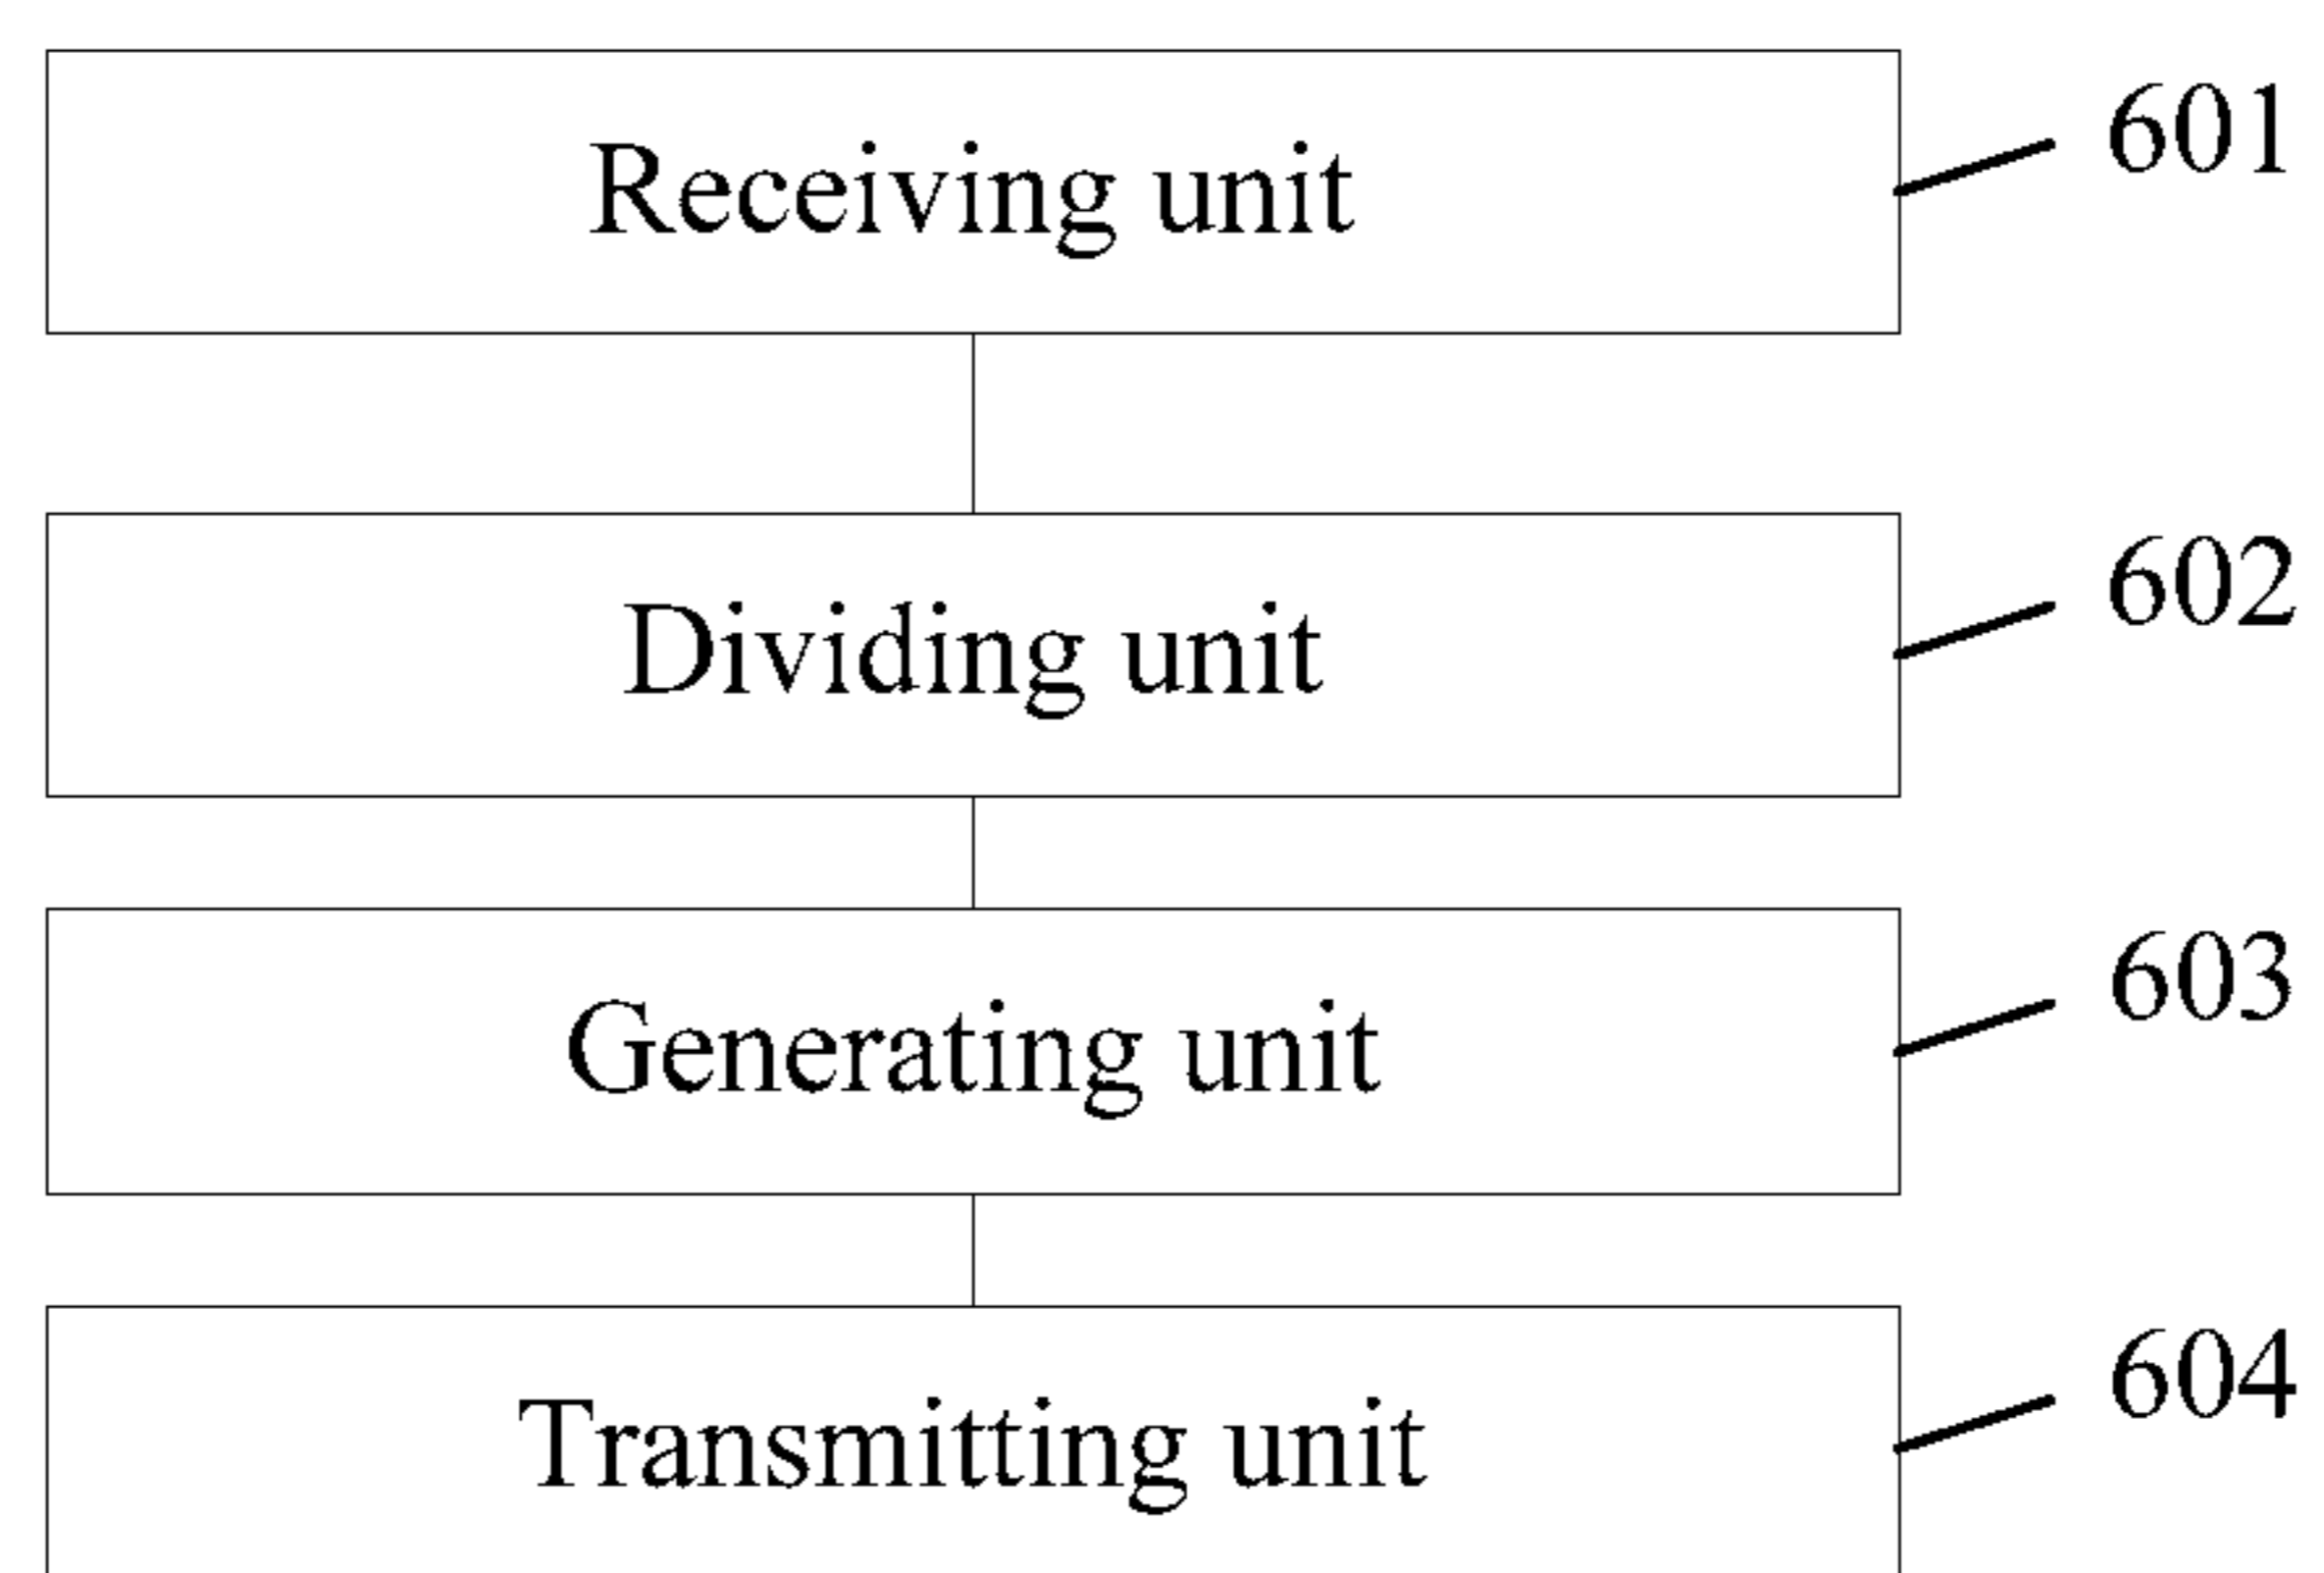 Receiving unit 601
Dividing unit 602
Generating unit 603
Transmitting unit 604